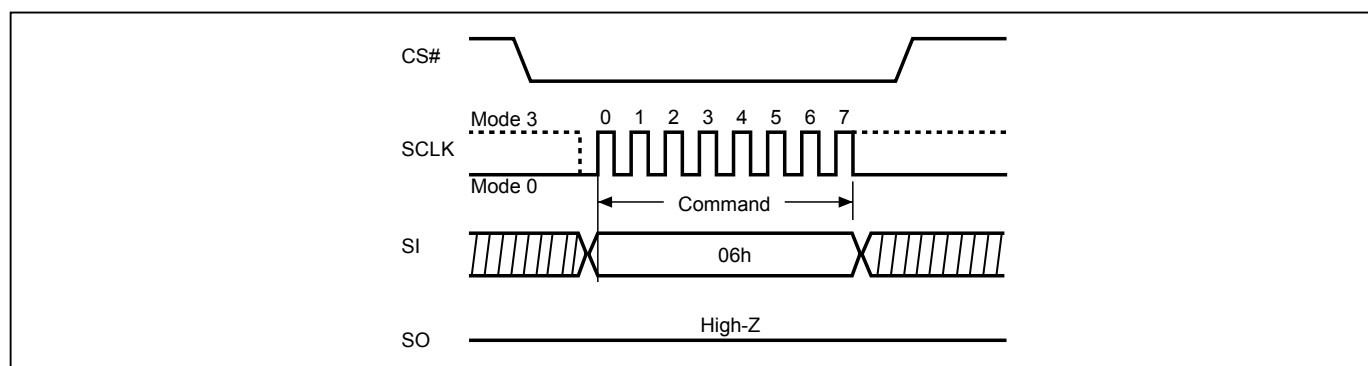 CS#
Mode 3
0 1 2 3 4 5 6 7
SCLK
Mode 0
Command
SI
06h
High-Z
SO